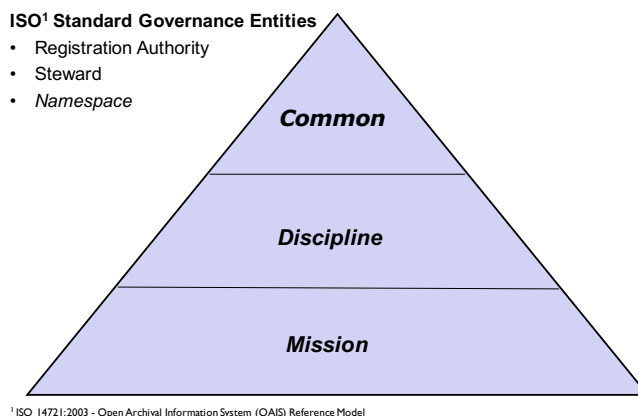 ISO¹ Standard Governance Entities
• Registration Authority
• Steward
• Namespace
Common
Discipline
Mission
¹ ISO 14721:2003 - Open Archival Information System (OAIS) Reference Model